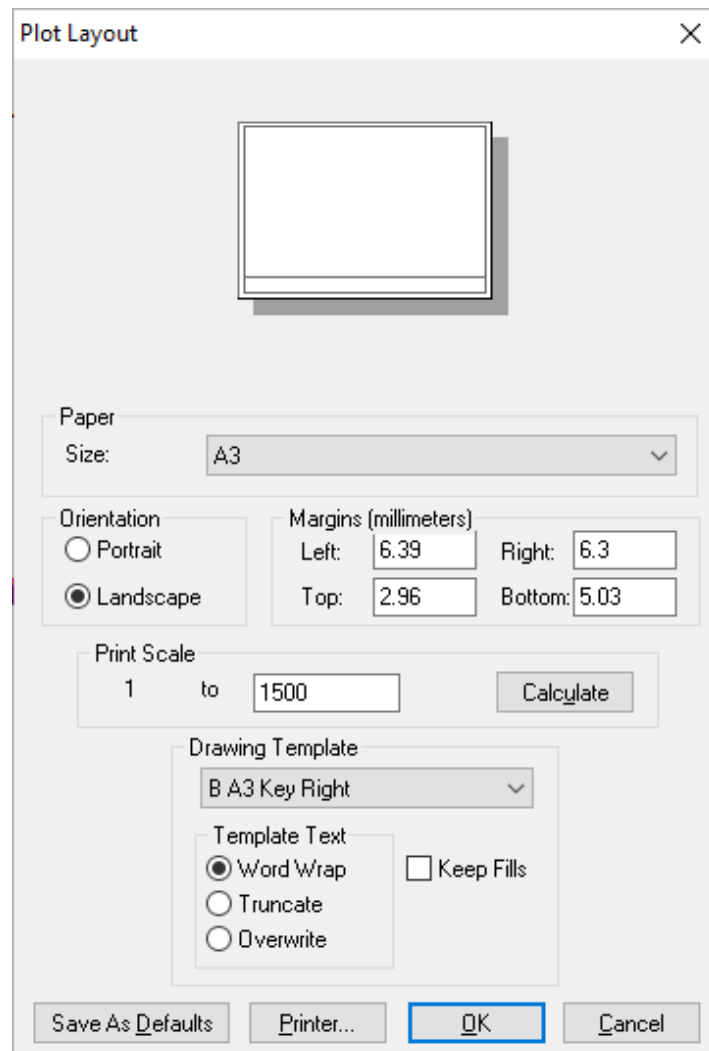 Plot Layout
Paper
Size: A3
Orientation
Portrait
Landscape
Margins (millimeters)
Left: 6.39 Right: 6.3
Top: 2.96 Bottom: 5.03
Print Scale
1 to 1500 Calculate
Drawing Template
B A3 Key Right
Template Text
Word Wrap
Truncate
Overwrite
Keep Fills
Save As Defaults Printer... OK Cancel